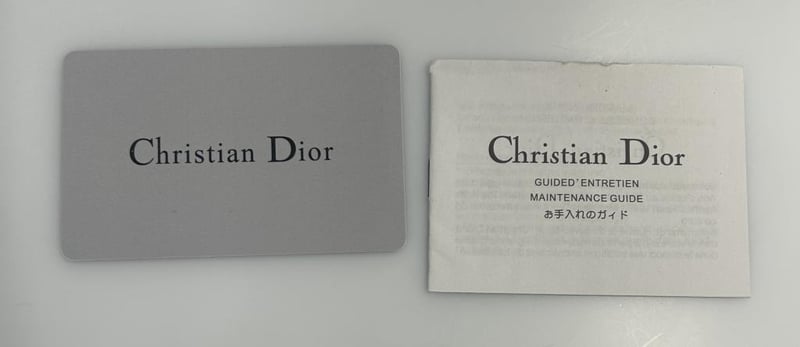 Christian Dior
Christian Dior
GUIDED'ENTRETIEN
MAINTENANCE GUIDE
お手入れのガイド